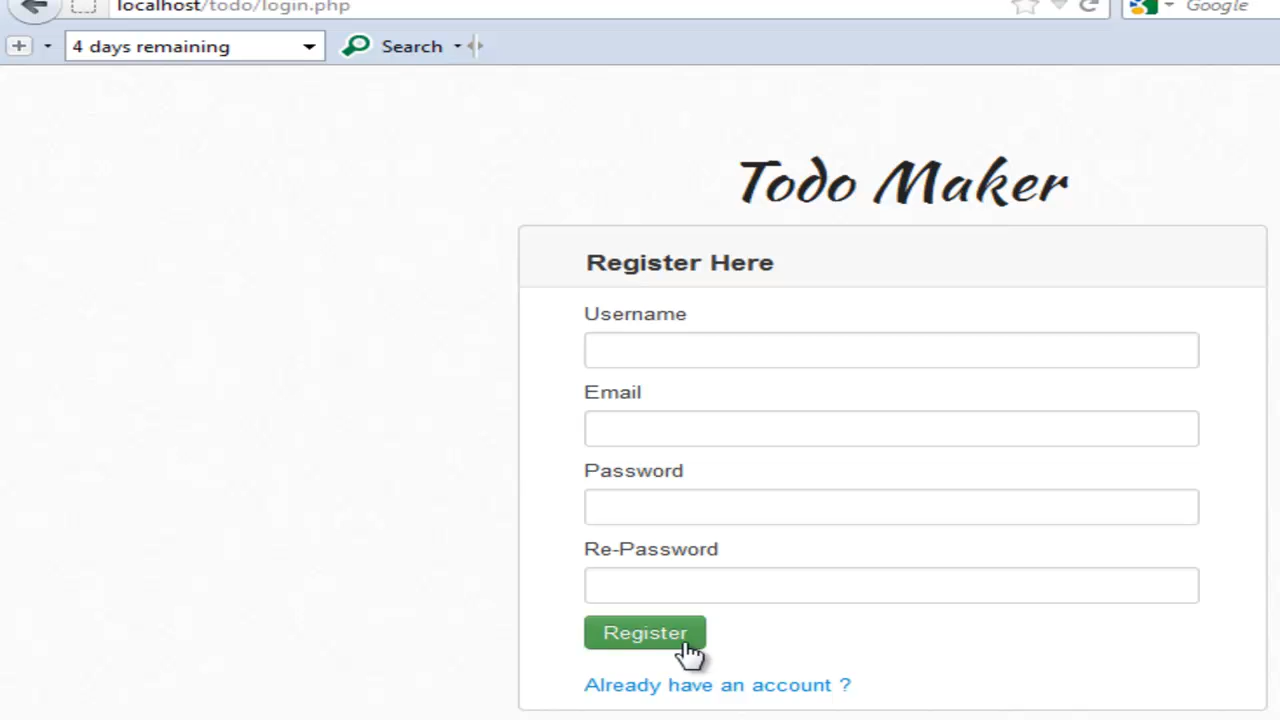 localhost/todo/login.php
Google
4 days remaining
Search
Todo Maker
Register Here
Username
Email
Password
Re-Password
Register
Already have an account ?